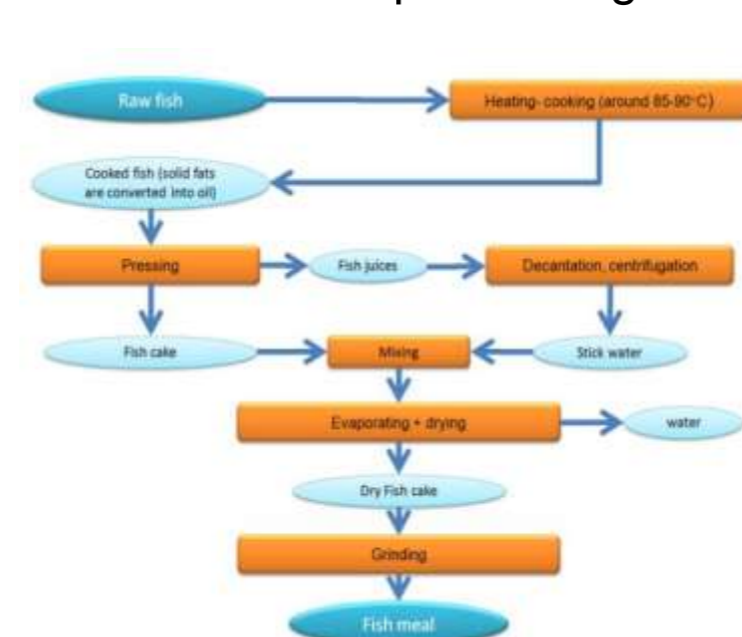 Raw fish
Heating- cooking (around 85-90°C)
Cooked fish (solid fats
are converted into oil)
Pressing
Fish juices
Decantation, centrifugation
Fish cake
Mixing
Stick water
Evaporating + drying
water
Dry Fish cake
Grinding
Fish meal